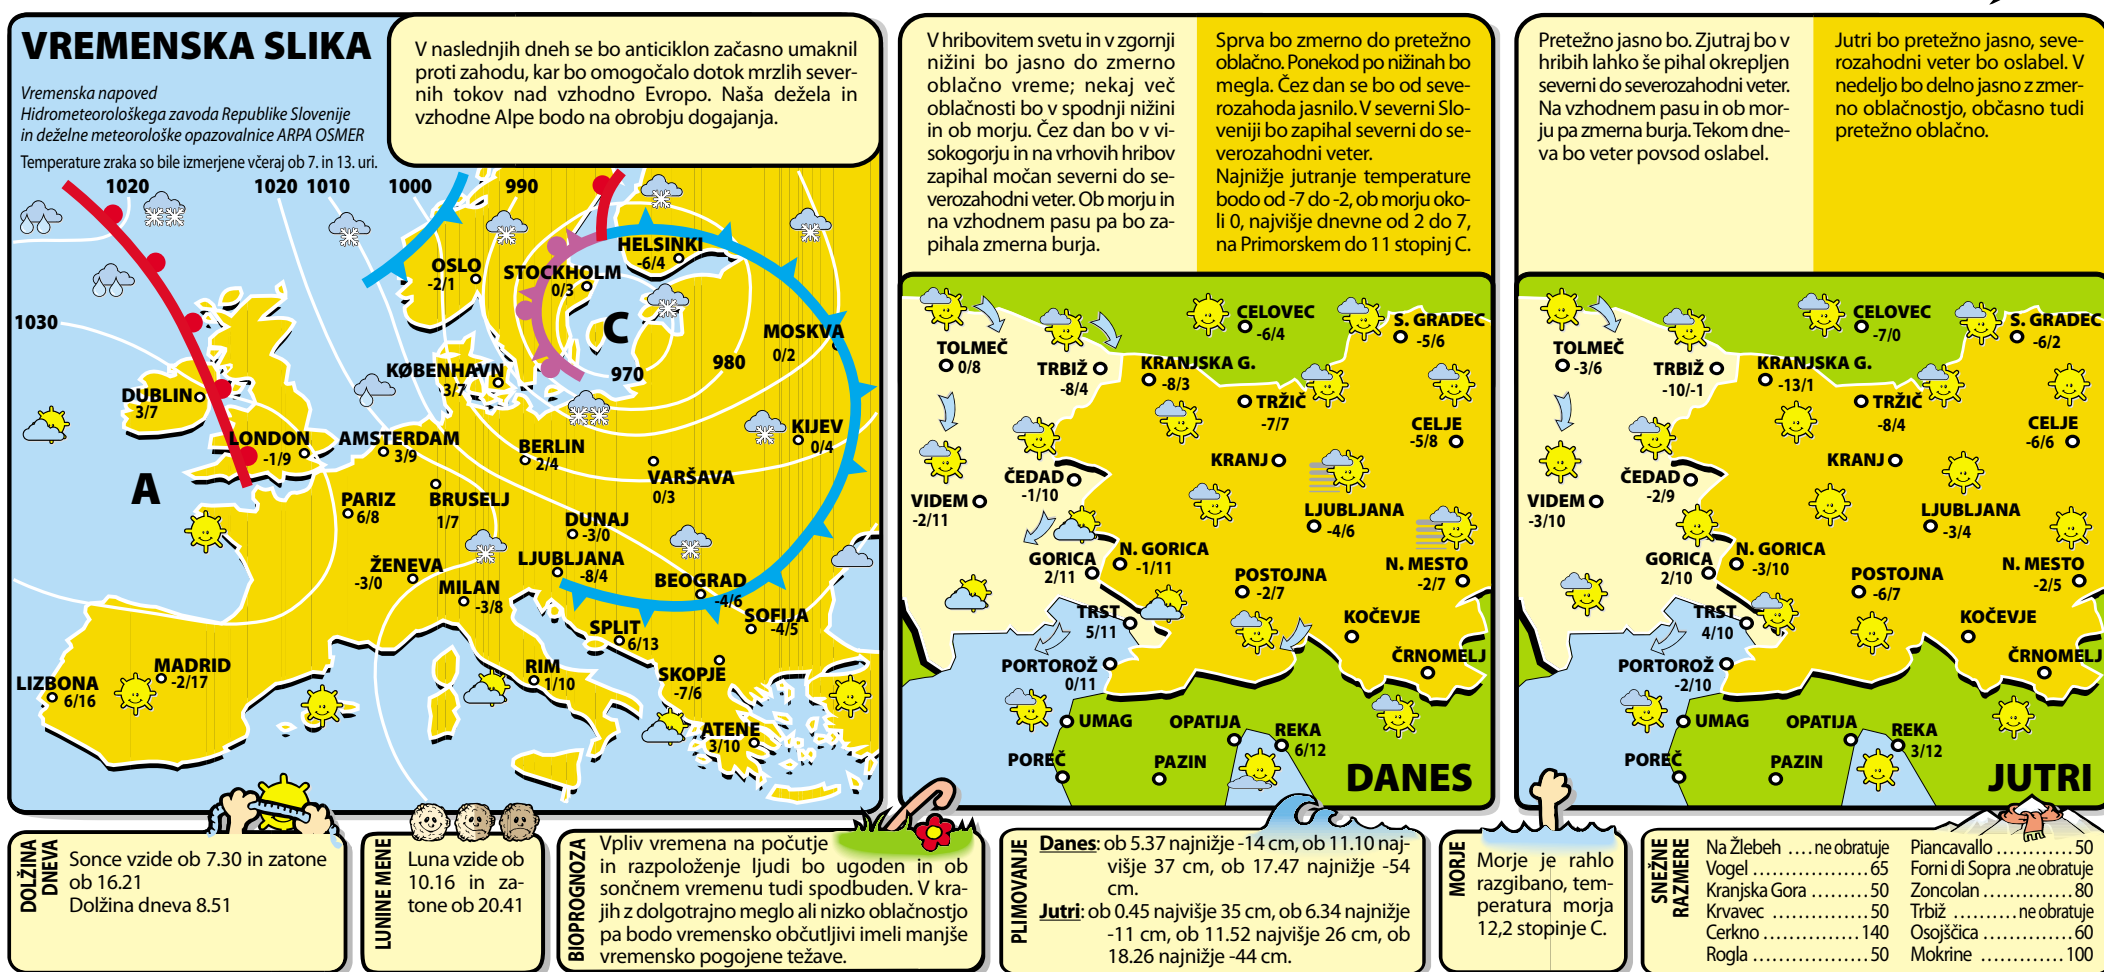 VREMENSKA SLIKA
Vremenska napoved
Hidrometeorološkega zavoda Republike Slovenije
in deželne meteorološke opazovalnice ARPA OSMER
Temperature zraka so bile izmerjene včeraj ob 7. in 13. uri.
V naslednjih dneh se bo anticiklon začasno umaknil
proti zahodu, kar bo omogočalo dotok mrzlih sever-
nih tokov nad vzhodno Evropo. Naša dežela in
vzhodne Alpe bodo na obrobju dogajanja.
1020
1020 1010
1000
990
1030
980
970
A
C
HELSINKI
-6/4
OSLO
-2/1
STOCKHOLM
0/3
MOSKVA
0/2
KØBENHAVN
3/7
DUBLIN
3/7
LONDON
-1/9
AMSTERDAM
3/9
BERLIN
2/4
KIJEV
0/4
VARŠAVA
0/3
PARIZ
6/8
BRUSELJ
1/7
DUNAJ
-3/0
ŽENEVA
-3/0
LJUBLJANA
-8/4
MILAN
-3/8
BEOGRAD
-4/6
SOFIJA
-4/5
SPLIT
6/13
MADRID
-2/17
RIM
1/10
SKOPJE
-7/6
LIZBONA
6/16
ATENE
3/10
V hribovitem svetu in v zgornji
nižini bo jasno do zmerno
oblačno vreme; nekaj več
oblačnosti bo v spodnji nižini
in ob morju. Čez dan bo v vi-
sokogorju in na vrhovih hribov
zapihal močan severni do se-
verozahodni veter. Ob morju in
na vzhodnem pasu pa bo za-
pihala zmerna burja.
Sprva bo zmerno do pretežno
oblačno. Ponekod po nižinah bo
megla. Čez dan se bo od seve-
rozahoda jasnilo. V severni Slo-
veniji bo zapihal severni do se-
verozahodni veter.
Najnižje jutranje temperature
bodo od -7 do -2, ob morju oko-
li 0, najvišje dnevne od 2 do 7,
na Primorskem do 11 stopinj C.
CELOVEC
-6/4
S. GRADEC
-5/6
TOLMEČ
0/8
TRBIŽ
-8/4
KRANJSKA G.
-8/3
TRŽIČ
-7/7
CELJE
-5/8
KRANJ
ČEDAD
-1/10
VIDEM
-2/11
LJUBLJANA
-4/6
GORICA
2/11
N. GORICA
-1/11
N. MESTO
-2/7
POSTOJNA
-2/7
TRST
5/11
KOČEVJE
PORTOROŽ
0/11
ČRNOMELJ
UMAG
OPATIJA
REKA
6/12
POREČ
PAZIN
DANES
Pretežno jasno bo. Zjutraj bo v
hribih lahko še pihal okrepljen
severni do severozahodni veter.
Na vzhodnem pasu in ob mor-
ju pa zmerna burja. Tekom dne-
va bo veter povsod oslabel.
Jutri bo pretežno jasno, seve-
rozahodni veter bo oslabel. V
nedeljo bo delno jasno z zmer-
no oblačnostjo, občasno tudi
pretežno oblačno.
CELOVEC
-7/0
S. GRADEC
-6/2
TOLMEČ
-3/6
TRBIŽ
-10/-1
KRANJSKA G.
-13/1
TRŽIČ
-8/4
CELJE
-6/6
KRANJ
ČEDAD
-2/9
VIDEM
-3/10
LJUBLJANA
-3/4
GORICA
2/10
N. GORICA
-3/10
N. MESTO
-2/5
POSTOJNA
-6/7
TRST
4/10
KOČEVJE
PORTOROŽ
-2/10
ČRNOMELJ
UMAG
OPATIJA
REKA
3/12
POREČ
PAZIN
JUTRI
DOLŽINA
DNEVA
Sonce vzide ob 7.30 in zatone
ob 16.21
Dolžina dneva 8.51
LUNINE MENE
Luna vzide ob
10.16 in za-
tone ob 20.41
BIOPROGNOZA
Vpliv vremena na počutje
in razpoloženje ljudi bo ugoden in ob
sončnem vremenu tudi spodbuden. V kra-
jih z dolgotrajno meglo ali nizko oblačnostjo
pa bodo vremensko občutljivi imeli manjše
vremensko pogojene težave.
PLIMOVANJE
Danes: ob 5.37 najnižje -14 cm, ob 11.10 naj-
višje 37 cm, ob 17.47 najnižje -54
cm.
Jutri: ob 0.45 najvišje 35 cm, ob 6.34 najnižje
-11 cm, ob 11.52 najvišje 26 cm, ob
18.26 najnižje -44 cm.
MORJE
Morje je rahlo
razgibano, tem-
peratura morja
12,2 stopinje C.
SNEŽNE
RAZMERE
Na Žlebeh ....ne obratuje
Vogel ..................65
Kranjska Gora .........50
Krvavec ...............50
Cerkno ................140
Rogla ..................50
Piancavallo ............50
Forni di Sopra .ne obratuje
Zoncolan ..............80
Trbiž ..........ne obratuje
Osojščica ..............60
Mokrine .............100